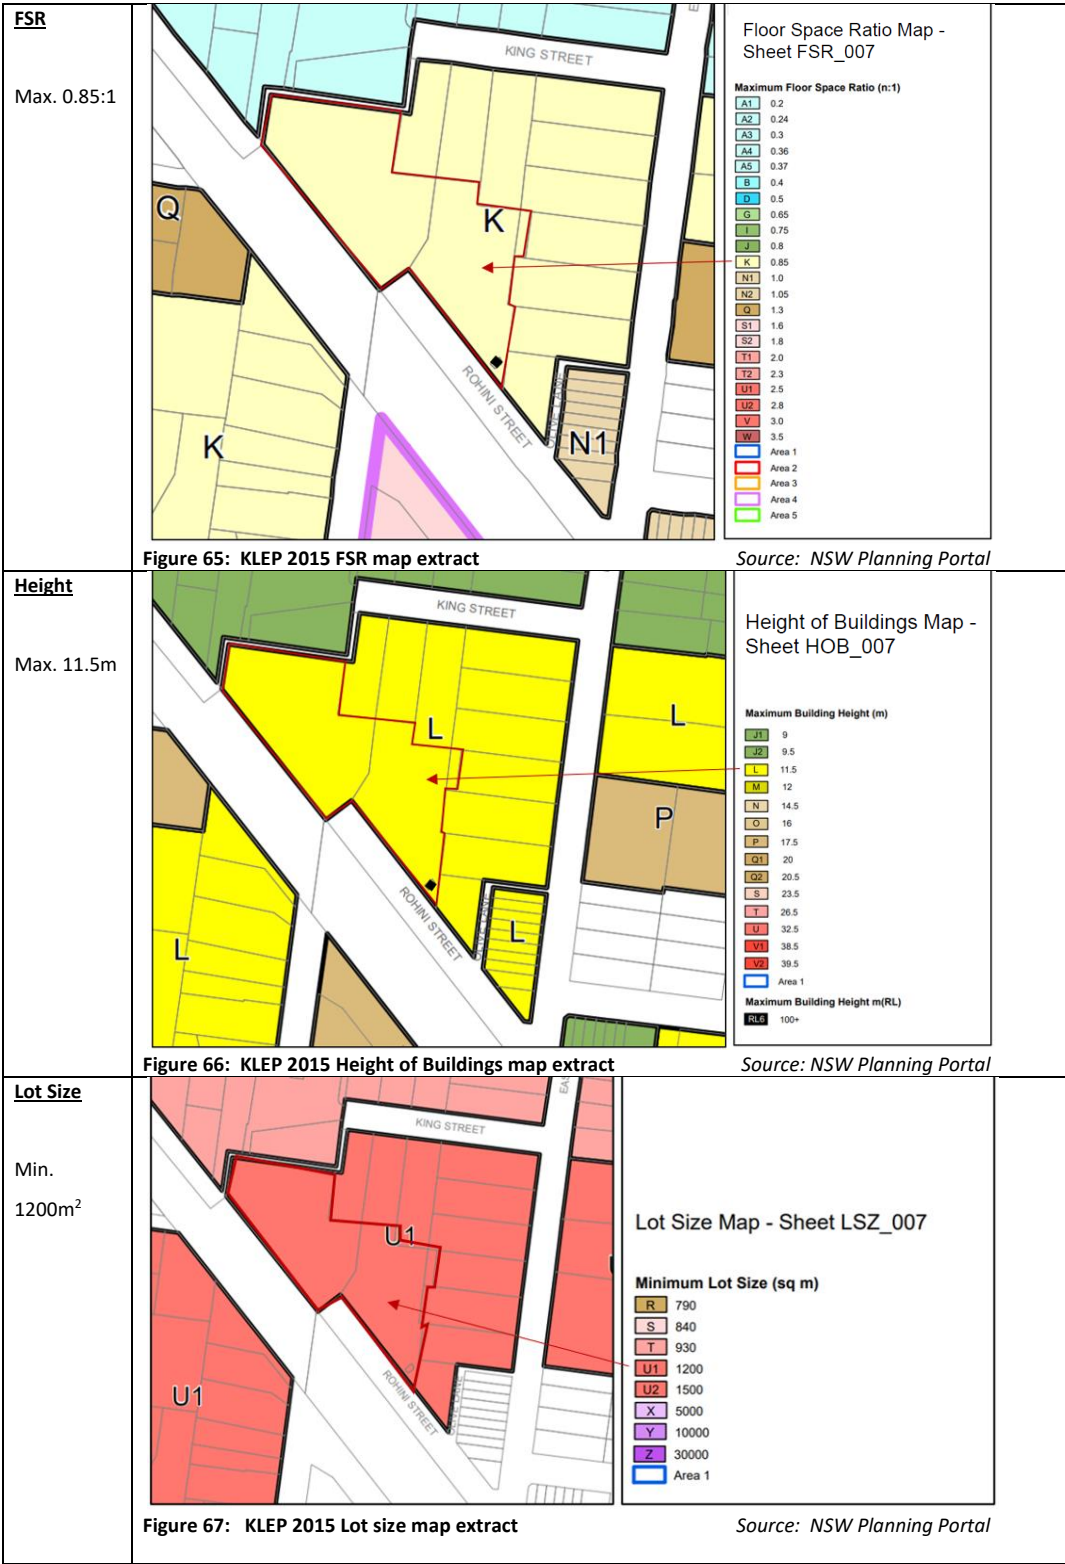 FSR
Max. 0.85:1
KING STREET
Q
K
K
ROHINI STREET
OLIVE LANE
N1
Floor Space Ratio Map -
Sheet FSR_007
Maximum Floor Space Ratio (n:1)
A1 0.2
A2 0.24
A3 0.3
A4 0.36
A5 0.37
B 0.4
D 0.5
G 0.65
I 0.75
J 0.8
K 0.85
N1 1.0
N2 1.05
Q 1.3
S1 1.6
S2 1.8
T1 2.0
T2 2.3
U1 2.5
U2 2.8
V 3.0
W 3.5
Area 1
Area 2
Area 3
Area 4
Area 5
Figure 65: KLEP 2015 FSR map extract Source: NSW Planning Portal
Height
Max. 11.5m
KING STREET
L
L
P
L
L
ROHINI STREET
OLIVE LANE
Height of Buildings Map -
Sheet HOB_007
Maximum Building Height (m)
J1 9
J2 9.5
L 11.5
M 12
N 14.5
O 16
P 17.5
Q1 20
Q2 20.5
S 23.5
T 26.5
U 32.5
V1 38.5
V2 39.5
Area 1
Maximum Building Height m(RL)
RL6 100+
Figure 66: KLEP 2015 Height of Buildings map extract Source: NSW Planning Portal
Lot Size
Min.
1200m²
EAS
KING STREET
U1
U1
ROHINI STREET
OLIVE LANE
Lot Size Map - Sheet LSZ_007
Minimum Lot Size (sq m)
R 790
S 840
T 930
U1 1200
U2 1500
X 5000
Y 10000
Z 30000
Area 1
Figure 67: KLEP 2015 Lot size map extract Source: NSW Planning Portal